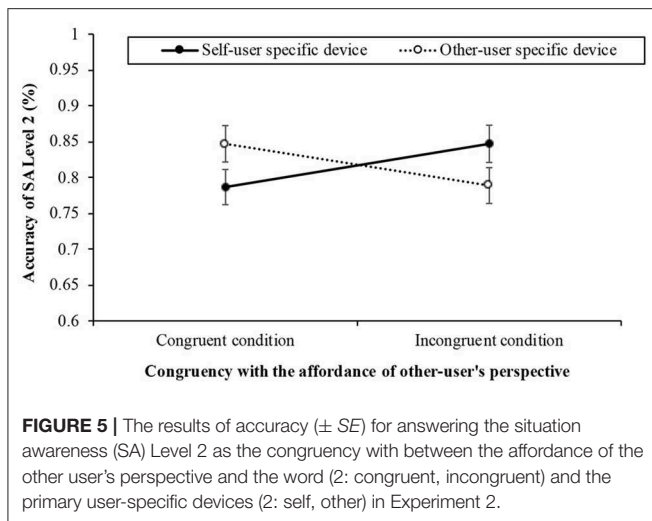 1
Self-user specific device
Other-user specific device
0.95
0.9
0.85
0.8
0.75
0.7
0.65
0.6
Accuracy of SA Level 2 (%)
Congruent condition
Incongruent condition
Congruency with the affordance of other-user's perspective
FIGURE 5 | The results of accuracy (± SE) for answering the situation
awareness (SA) Level 2 as the congruency with between the affordance of the
other user's perspective and the word (2: congruent, incongruent) and the
primary user-specific devices (2: self, other) in Experiment 2.